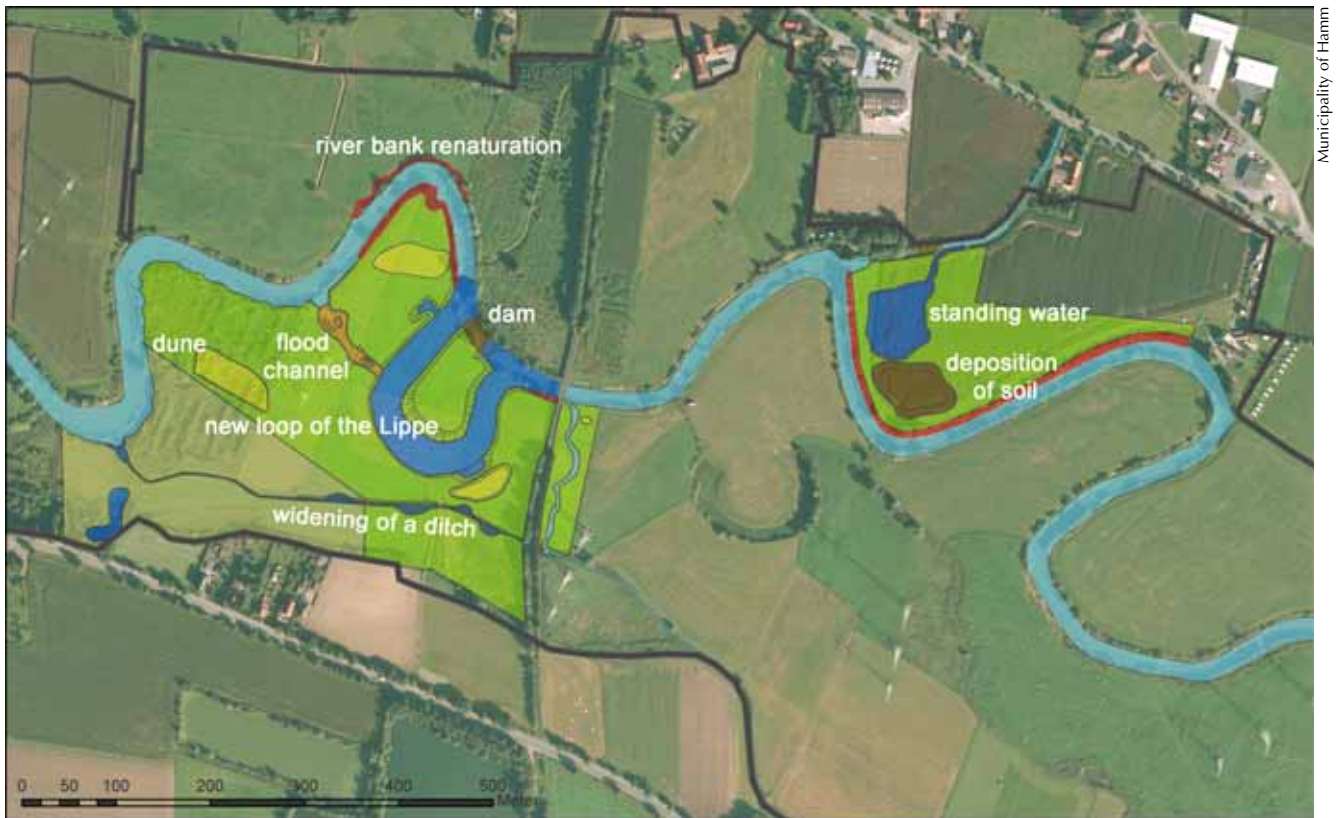 Municipality of Hamm
river bank renaturation
dam
standing water
dune
flood
channel
deposition
of soil
new loop of the Lippe
widening of a ditch
0 50 100 200 300 400 500
Meter